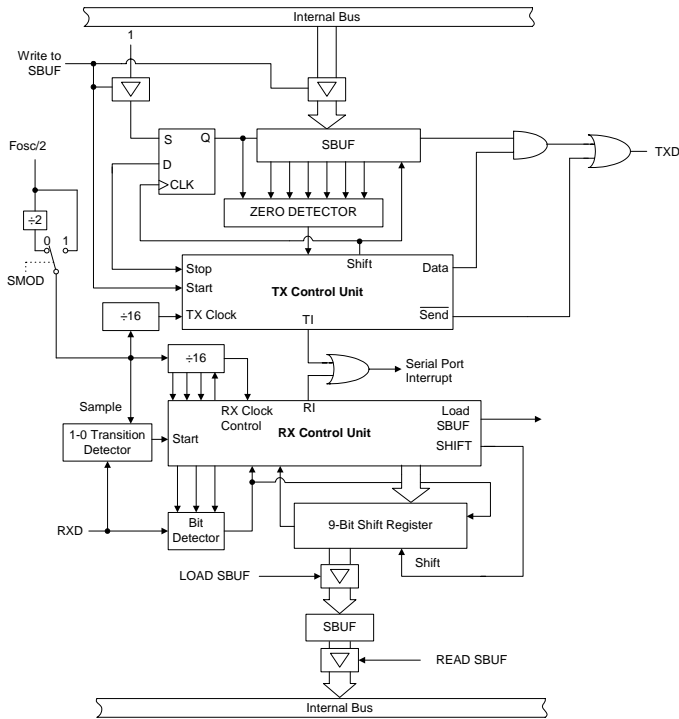 Internal Bus
1
Write to
SBUF
S
Q
D
CLK
SBUF
TXD
Fosc/2
÷2
0 1
SMOD
ZERO DETECTOR
Shift
Stop
Start
TX Clock
TX Control Unit
TI
Data
Send
÷16
÷16
Serial Port
Interrupt
Sample
1-0 Transition
Detector
Start
RX Clock
Control
RI
RX Control Unit
Load
SBUF
SHIFT
RXD
Bit
Detector
9-Bit Shift Register
Shift
LOAD SBUF
SBUF
READ SBUF
Internal Bus